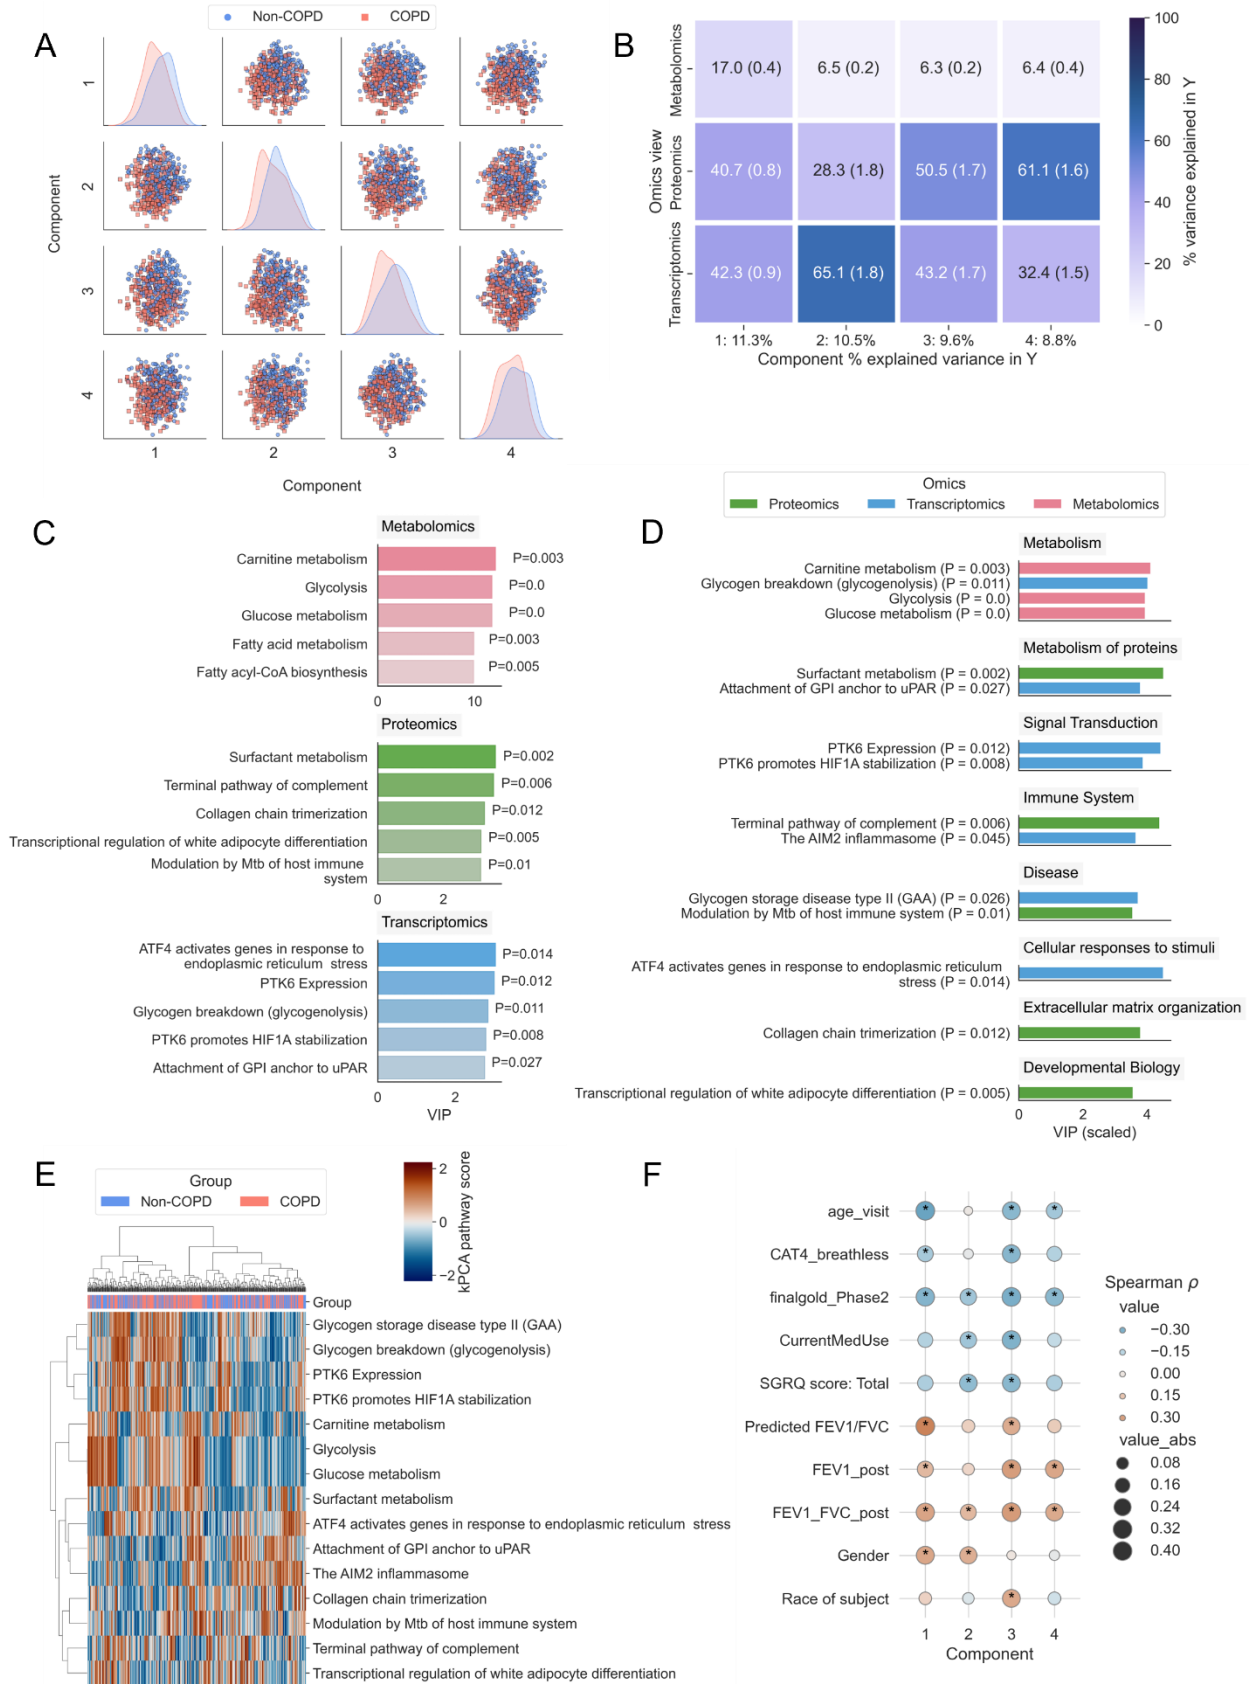 A
Non-COPD
COPD
1
2
3
4
Component
1
2
3
4
Component
B
Omics view
Metabolomics
Proteomics
Transcriptomics
17.0 (0.4)
6.5 (0.2)
6.3 (0.2)
6.4 (0.4)
40.7 (0.8)
28.3 (1.8)
50.5 (1.7)
61.1 (1.6)
42.3 (0.9)
65.1 (1.8)
43.2 (1.7)
32.4 (1.5)
1: 11.3%
2: 10.5%
3: 9.6%
4: 8.8%
Component % explained variance in Y
100
80
60
40
20
0
% variance explained in Y
C
Metabolomics
Carnitine metabolism
P=0.003
Glycolysis
P=0.0
Glucose metabolism
P=0.0
Fatty acid metabolism
P=0.003
Fatty acyl-CoA biosynthesis
P=0.005
0
10
Proteomics
Surfactant metabolism
P=0.002
Terminal pathway of complement
P=0.006
Collagen chain trimerization
P=0.012
Transcriptional regulation of white adipocyte differentiation
P=0.005
Modulation by Mtb of host immune
system
P=0.01
0
2
Transcriptomics
ATF4 activates genes in response to
endoplasmic reticulum stress
P=0.014
PTK6 Expression
P=0.012
Glycogen breakdown (glycogenolysis)
P=0.011
PTK6 promotes HIF1A stabilization
P=0.008
Attachment of GPI anchor to uPAR
P=0.027
0
2
VIP
D
Omics
Proteomics
Transcriptomics
Metabolomics
Metabolism
Carnitine metabolism (P = 0.003)
Glycogen breakdown (glycogenolysis) (P = 0.011)
Glycolysis (P = 0.0)
Glucose metabolism (P = 0.0)
Metabolism of proteins
Surfactant metabolism (P = 0.002)
Attachment of GPI anchor to uPAR (P = 0.027)
Signal Transduction
PTK6 Expression (P = 0.012)
PTK6 promotes HIF1A stabilization (P = 0.008)
Immune System
Terminal pathway of complement (P = 0.006)
The AIM2 inflammasome (P = 0.045)
Disease
Glycogen storage disease type II (GAA) (P = 0.026)
Modulation by Mtb of host immune system (P = 0.01)
Cellular responses to stimuli
ATF4 activates genes in response to endoplasmic reticulum
stress (P = 0.014)
Extracellular matrix organization
Collagen chain trimerization (P = 0.012)
Developmental Biology
Transcriptional regulation of white adipocyte differentiation (P = 0.005)
0
2
4
VIP (scaled)
E
Group
Non-COPD
COPD
2
0
−2
kPCA pathway score
Group
Glycogen storage disease type II (GAA)
Glycogen breakdown (glycogenolysis)
PTK6 Expression
PTK6 promotes HIF1A stabilization
Carnitine metabolism
Glycolysis
Glucose metabolism
Surfactant metabolism
ATF4 activates genes in response to endoplasmic reticulum stress
Attachment of GPI anchor to uPAR
The AIM2 inflammasome
Collagen chain trimerization
Modulation by Mtb of host immune system
Terminal pathway of complement
Transcriptional regulation of white adipocyte differentiation
F
age_visit
* * *
CAT4_breathless
* *
finalgold_Phase2
* * * *
CurrentMedUse
* *
SGRQ score: Total
* *
Predicted FEV1/FVC
* *
FEV1_post
* * *
FEV1_FVC_post
* * * *
Gender
* *
Race of subject
*
1
2
3
4
Component
Spearman ρ
value
−0.30
−0.15
0.00
0.15
0.30
value_abs
0.08
0.16
0.24
0.32
0.40